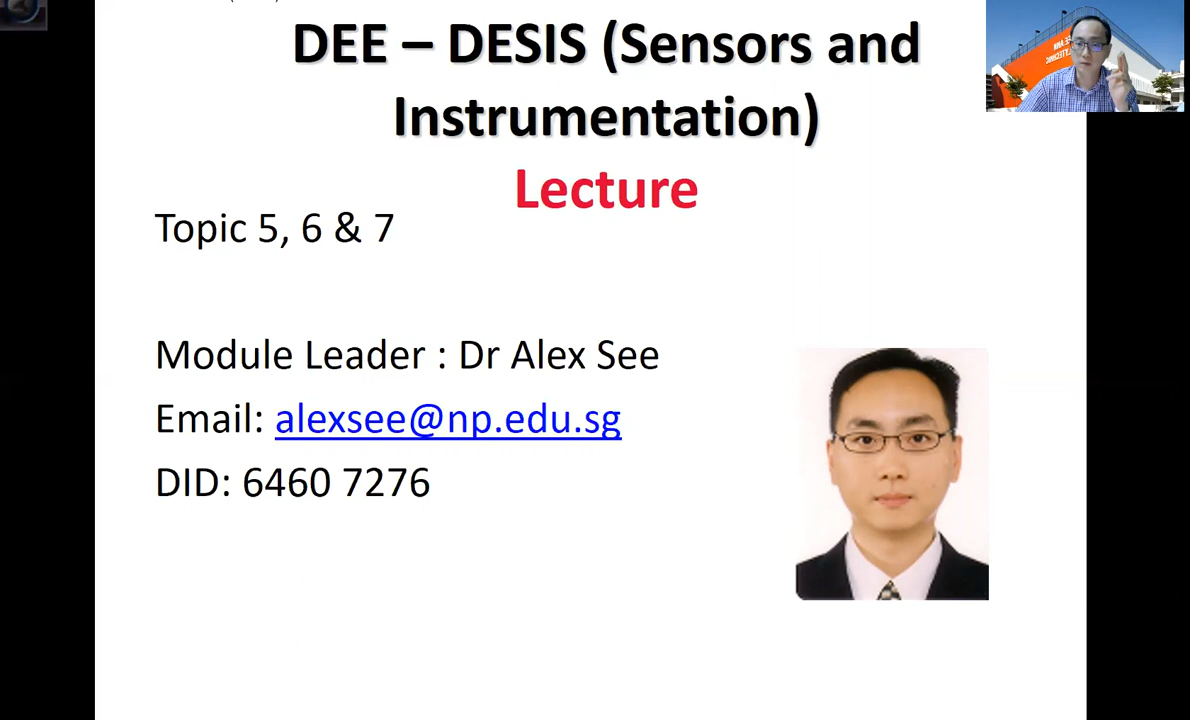 DEE – DESIS (Sensors and
Instrumentation)
Lecture
Topic 5, 6 & 7
Module Leader : Dr Alex See
Email: alexsee@np.edu.sg
DID: 6460 7276